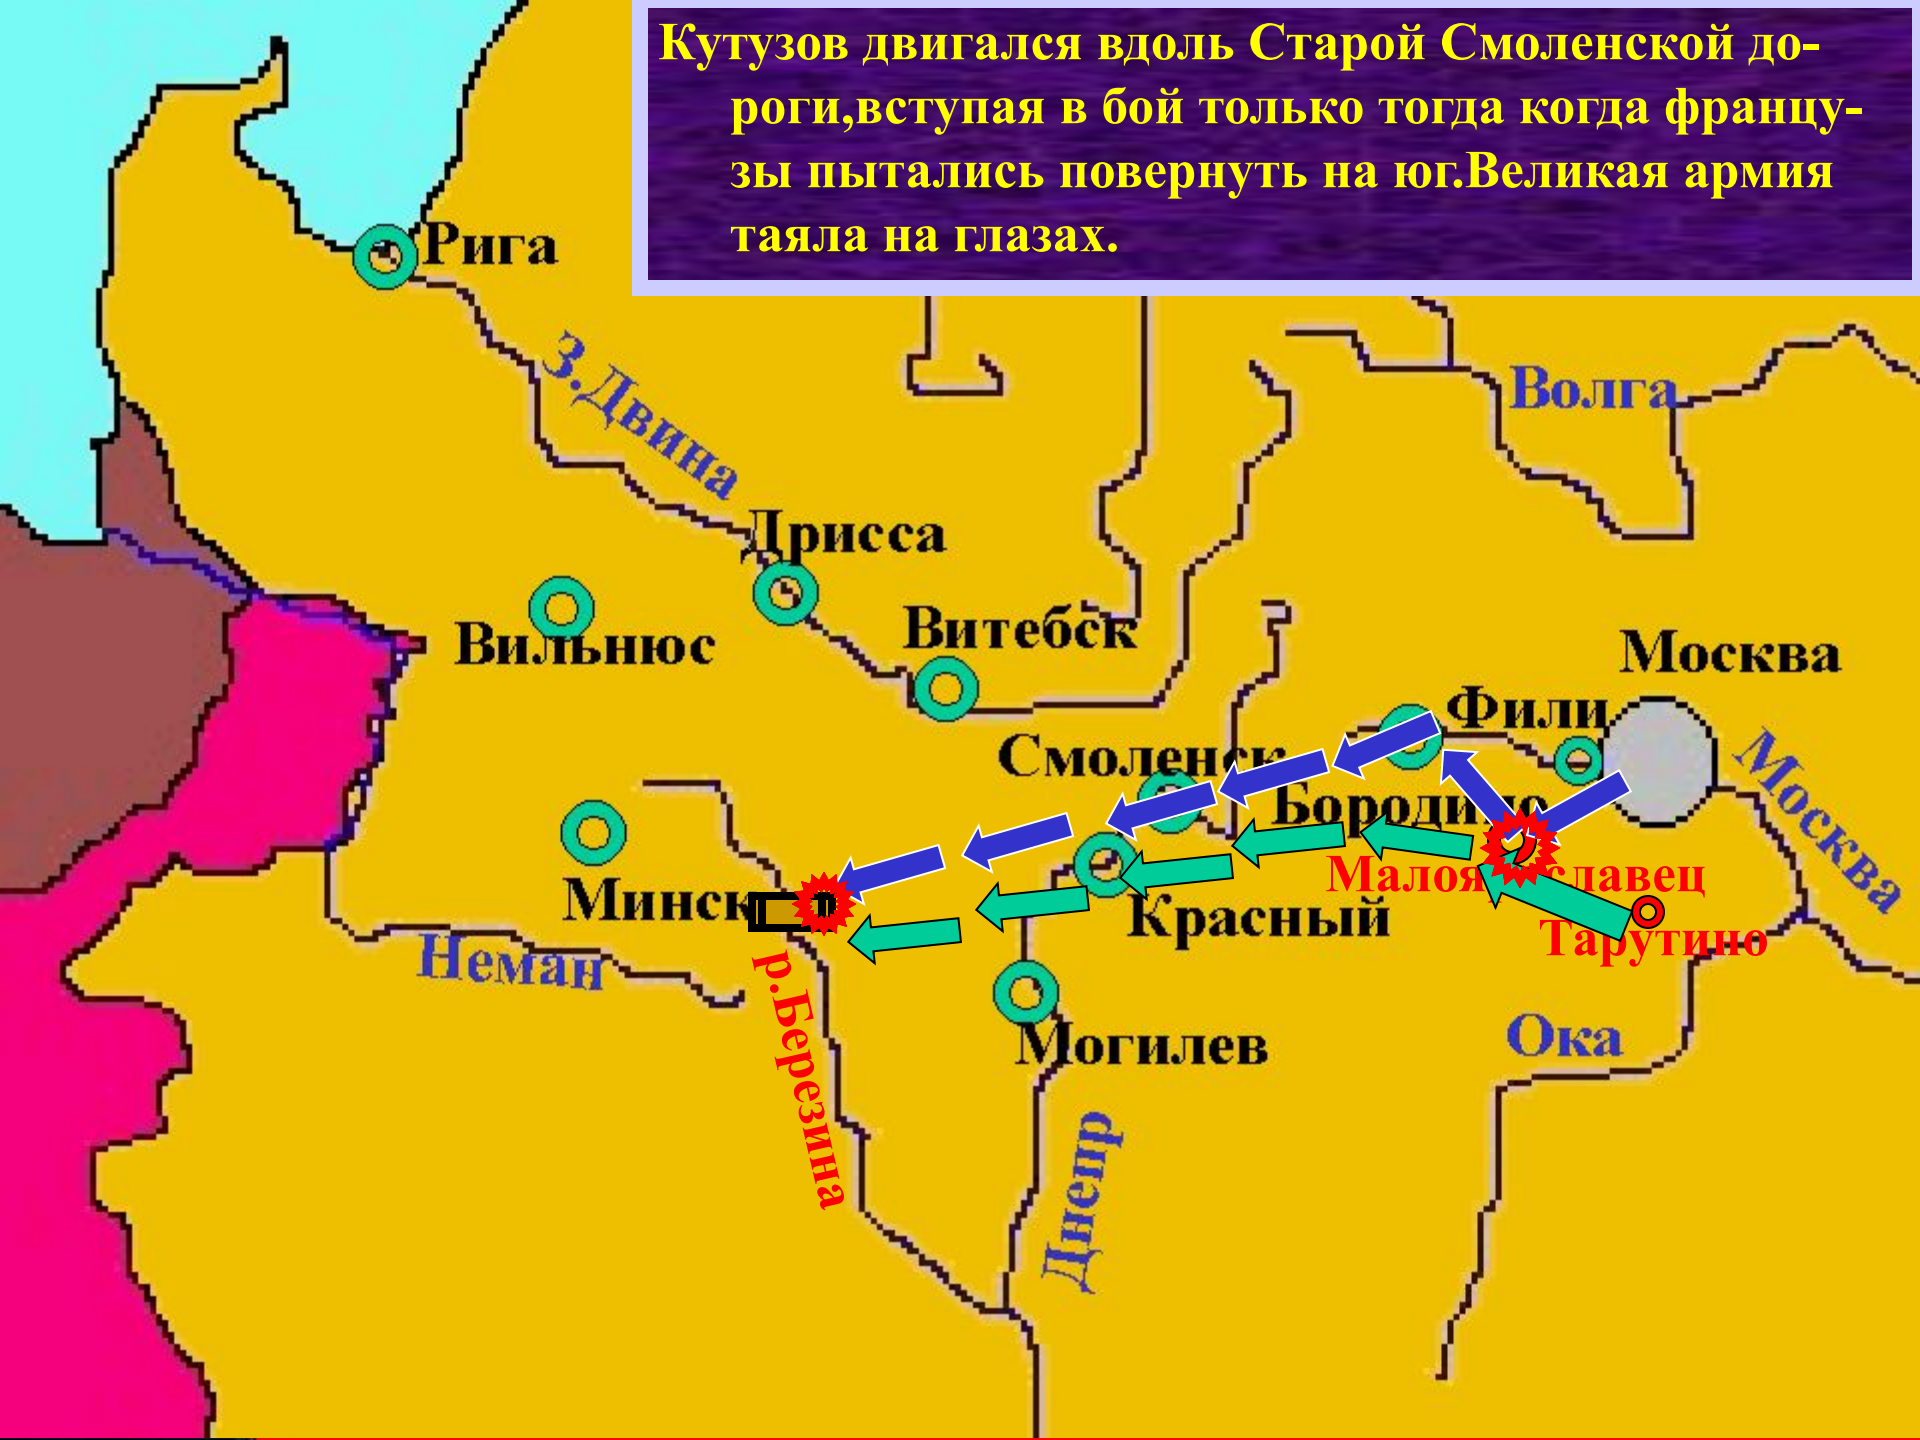 Кутузов двигался вдоль Старой Смоленской до-
роги,вступая в бой только тогда когда францу-
зы пытались повернуть на юг.Великая армия
таяла на глазах.
Рига
З.Двина
Волга
Дрисса
Витебск
Вильнюс
Москва
Фили
Смоленск
Москва
Бородино
Малоярославец
Минск
Красный
Тарутино
Неман
р.Березина
Ока
Могилев
Днепр